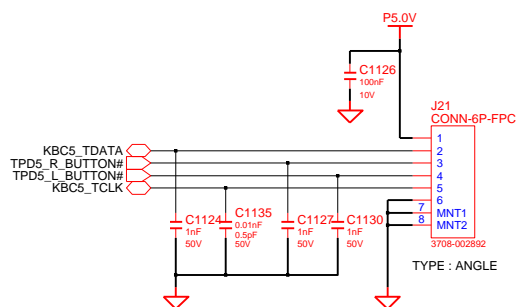 P5.0V
C1126
100nF
10V
J21
CONN-6P-FPC
1
KBC5_TDATA
2
TPD5_R_BUTTON#
3
TPD5_L_BUTTON#
4
KBC5_TCLK
5
6
7 MNT1
8 MNT2
C1124
1nF
50V
C1135
0.01nF
0.5pF
50V
C1127
1nF
50V
C1130
1nF
50V
3708-002892
TYPE : ANGLE